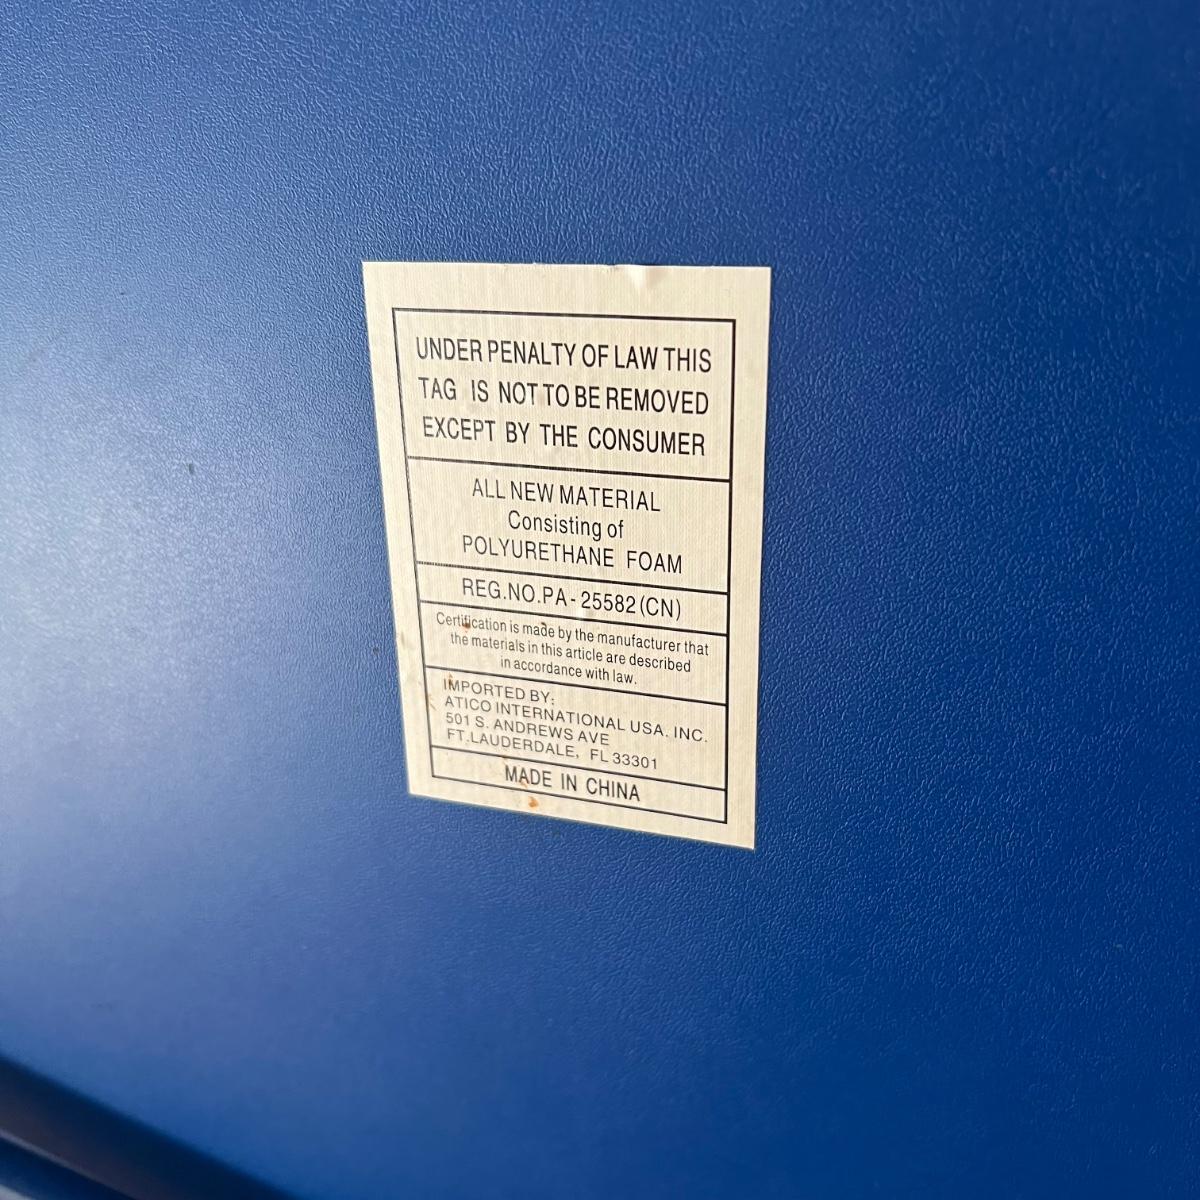 UNDER PENALTY OF LAW THIS
TAG IS NOT TO BE REMOVED
EXCEPT BY THE CONSUMER
ALL NEW MATERIAL
Consisting of
POLYURETHANE FOAM
REG.NO.PA-25582(CN)
Certification is made by the manufacturer that
the materials in this article are described
in accordance with law.
IMPORTED BY:
ATICO INTERNATIONAL USA. INC.
501 S. ANDREWS AVE
FT.LAUDERDALE, FL 33301
MADE IN CHINA